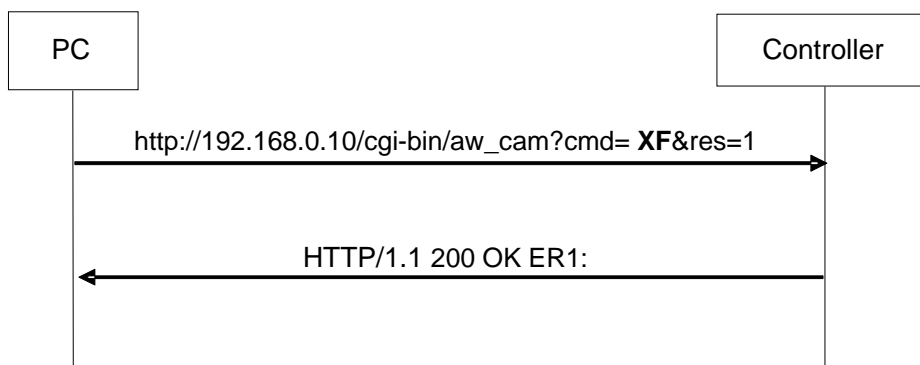 PC
Controller
http://192.168.0.10/cgi-bin/aw_cam?cmd= XF&res=1
HTTP/1.1 200 OK ER1: